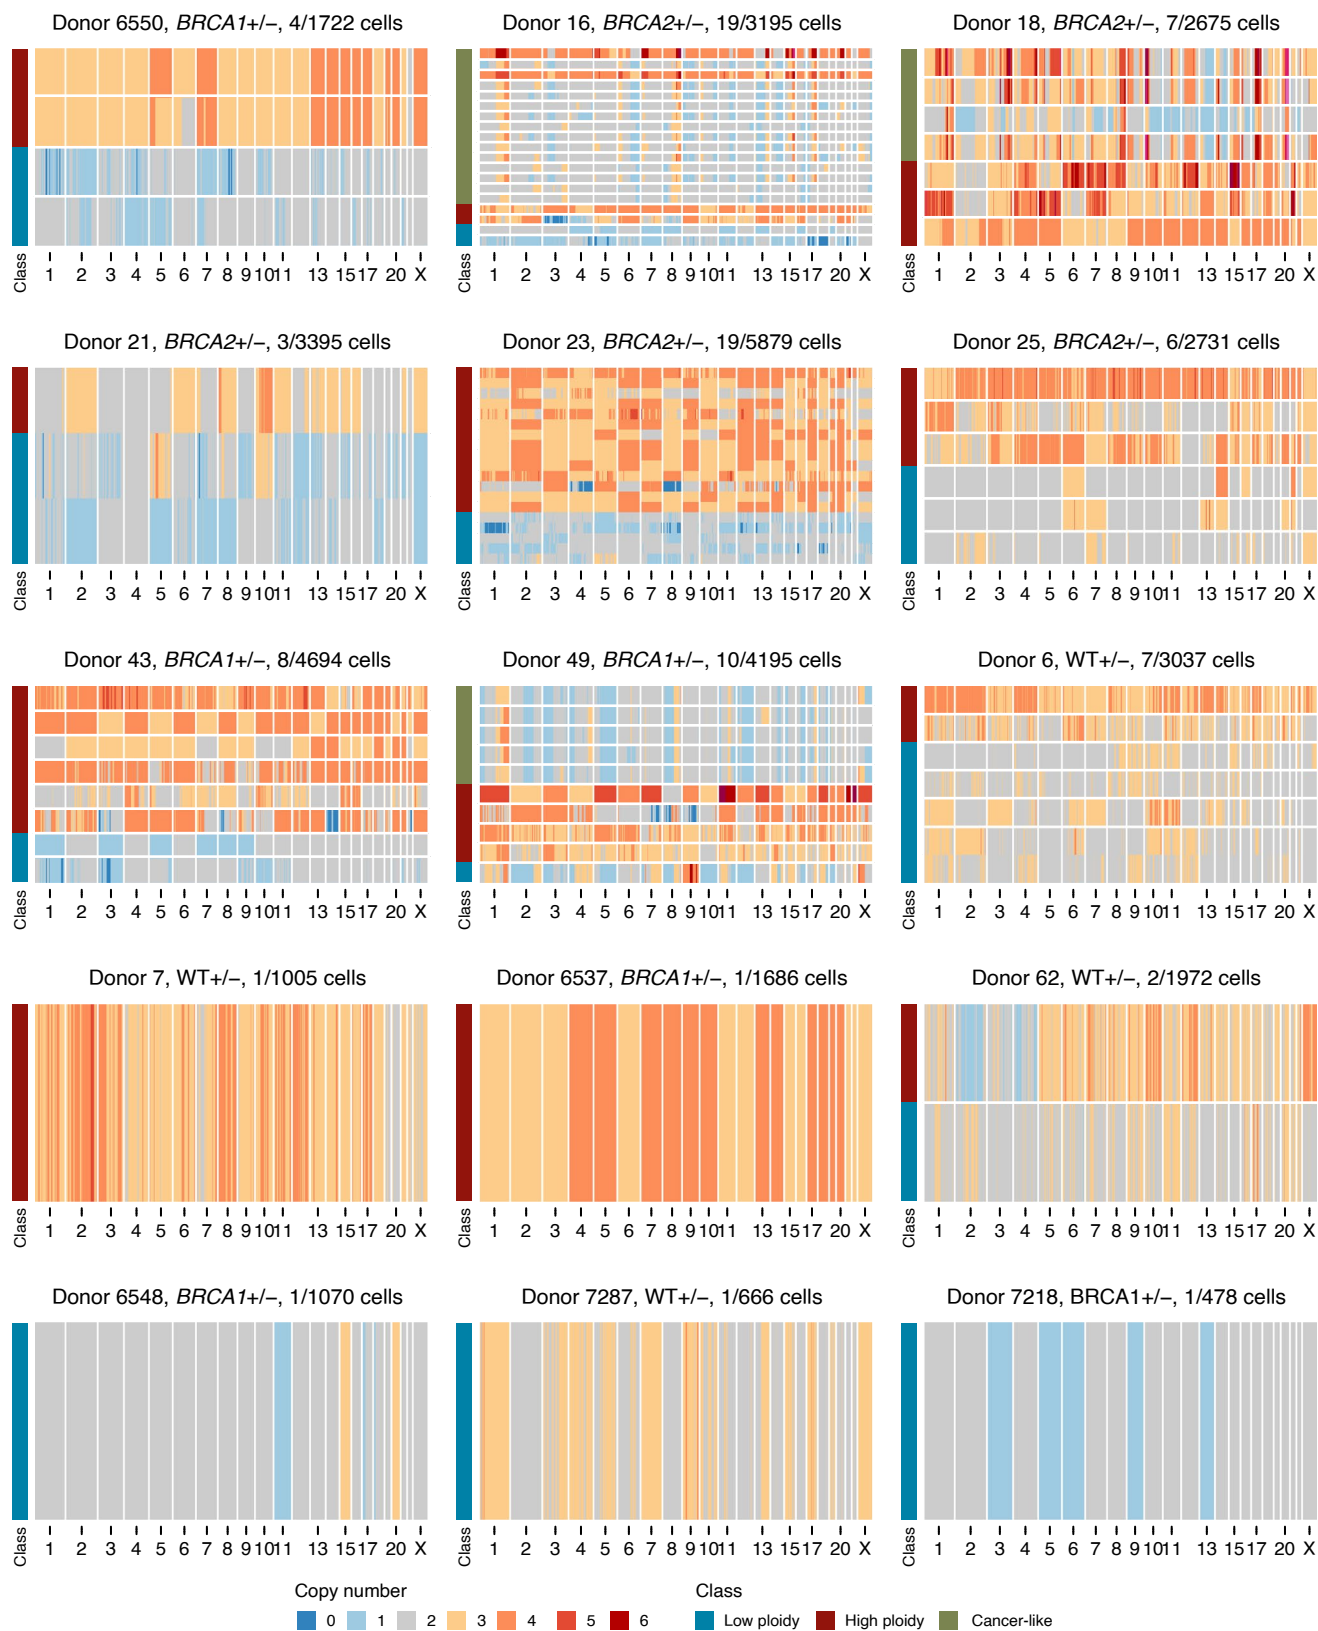 Donor 6550, BRCA1+/−, 4/1722 cells
Class
1 2 3 4 5 6 7 8 9 10 11 13 15 17 20 X
Donor 16, BRCA2+/−, 19/3195 cells
Class
1 2 3 4 5 6 7 8 9 10 11 13 15 17 20 X
Donor 18, BRCA2+/−, 7/2675 cells
Class
1 2 3 4 5 6 7 8 9 10 11 13 15 17 20 X
Donor 21, BRCA2+/−, 3/3395 cells
Class
1 2 3 4 5 6 7 8 9 10 11 13 15 17 20 X
Donor 23, BRCA2+/−, 19/5879 cells
Class
1 2 3 4 5 6 7 8 9 10 11 13 15 17 20 X
Donor 25, BRCA2+/−, 6/2731 cells
Class
1 2 3 4 5 6 7 8 9 10 11 13 15 17 20 X
Donor 43, BRCA1+/−, 8/4694 cells
Class
1 2 3 4 5 6 7 8 9 10 11 13 15 17 20 X
Donor 49, BRCA1+/−, 10/4195 cells
Class
1 2 3 4 5 6 7 8 9 10 11 13 15 17 20 X
Donor 6, WT+/−, 7/3037 cells
Class
1 2 3 4 5 6 7 8 9 10 11 13 15 17 20 X
Donor 7, WT+/−, 1/1005 cells
Class
1 2 3 4 5 6 7 8 9 10 11 13 15 17 20 X
Donor 6537, BRCA1+/−, 1/1686 cells
Class
1 2 3 4 5 6 7 8 9 10 11 13 15 17 20 X
Donor 62, WT+/−, 2/1972 cells
Class
1 2 3 4 5 6 7 8 9 10 11 13 15 17 20 X
Donor 6548, BRCA1+/−, 1/1070 cells
Class
1 2 3 4 5 6 7 8 9 10 11 13 15 17 20 X
Donor 7287, WT+/−, 1/666 cells
Class
1 2 3 4 5 6 7 8 9 10 11 13 15 17 20 X
Donor 7218, BRCA1+/−, 1/478 cells
Class
1 2 3 4 5 6 7 8 9 10 11 13 15 17 20 X
Copy number
0 1 2 3 4 5 6
Class
Low ploidy High ploidy Cancer-like